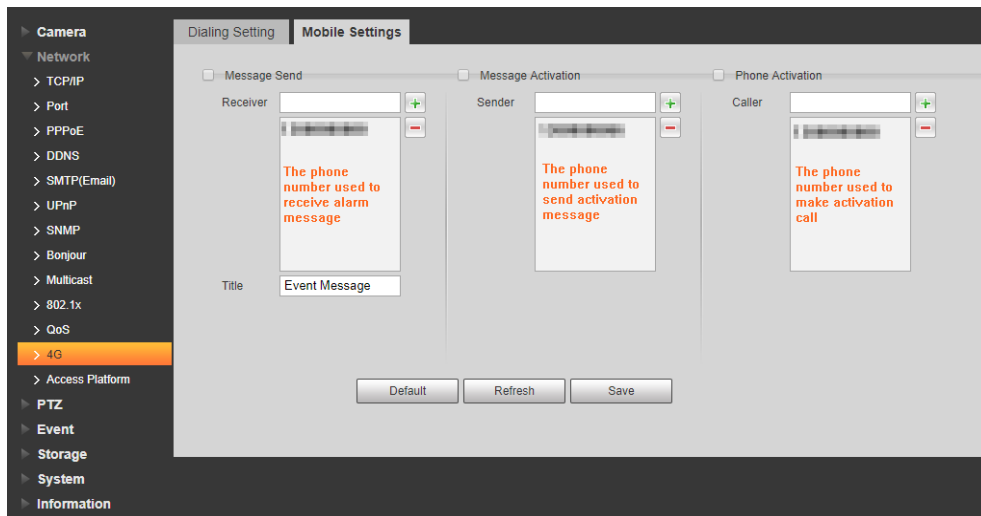 Camera
Network
TCP/IP
Port
PPPoE
DDNS
SMTP(Email)
UPnP
SNMP
Bonjour
Multicast
802.1x
QoS
4G
Access Platform
PTZ
Event
Storage
System
Information
Dialing Setting
Mobile Settings
Message Send
Receiver
The phone
number used to
receive alarm
message
Title
Event Message
Message Activation
Sender
The phone
number used to
send activation
message
Phone Activation
Caller
The phone
number used to
make activation
call
Default
Refresh
Save